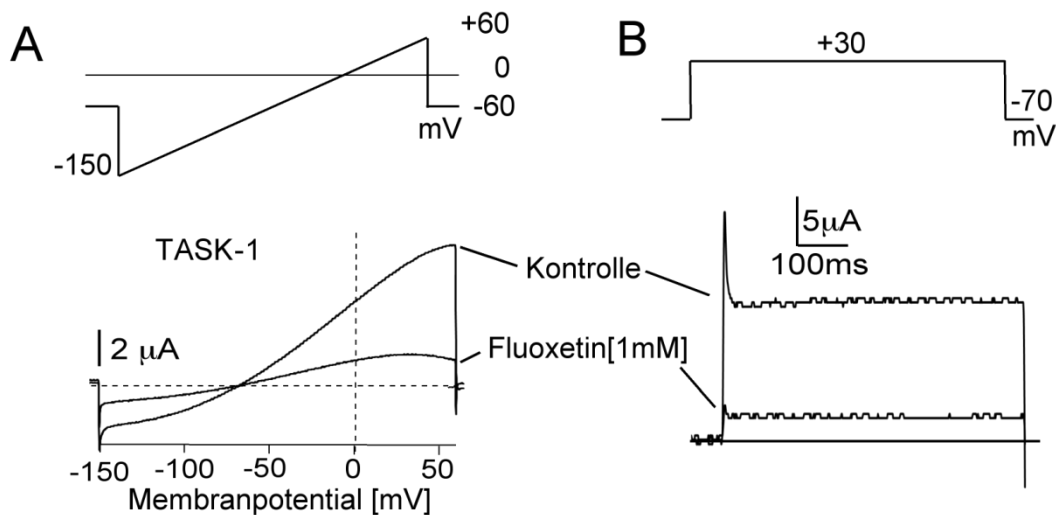 A
+60
0
-60
mV
-150
TASK-1
2 µA
-150 -100 -50 0 50
Membranpotential [mV]
Kontrolle
Fluoxetin[1mM]
B
+30
-70
mV
5µA
100ms